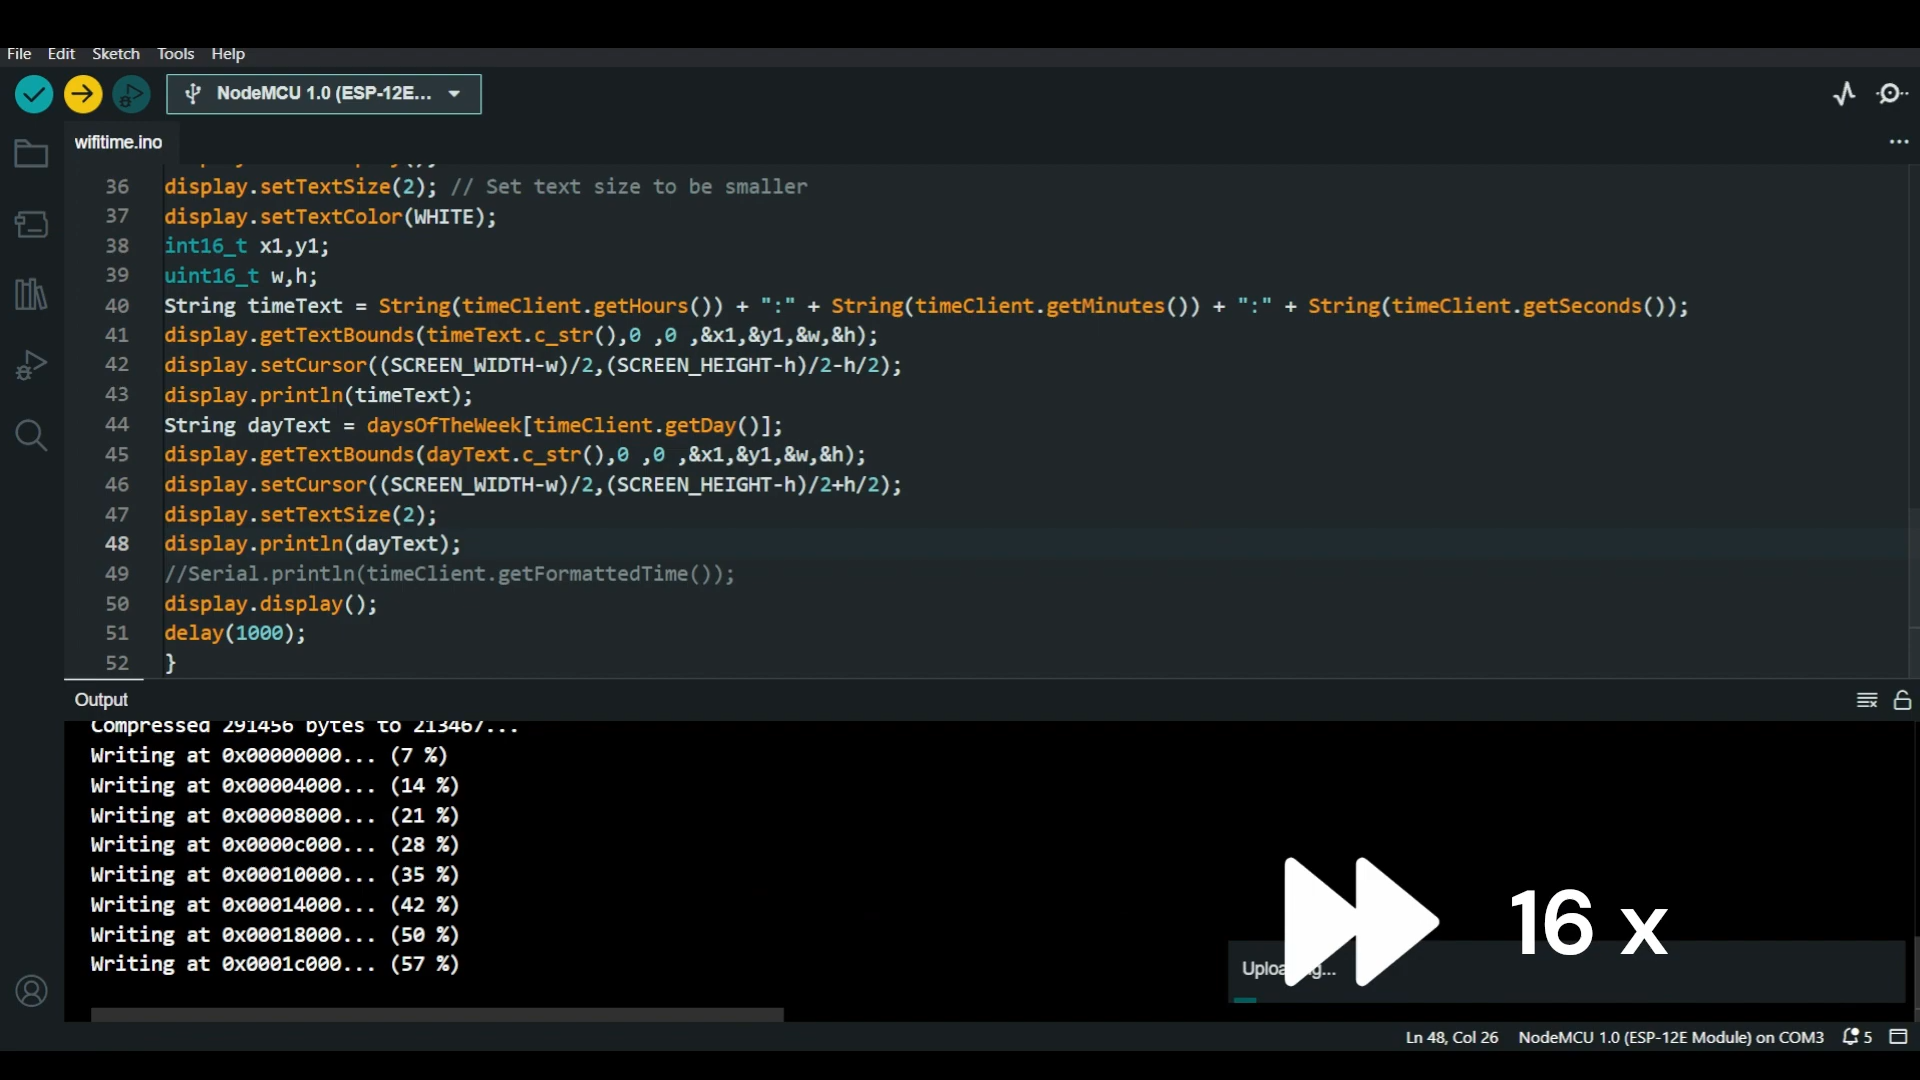 File Edit Sketch Tools Help
NodeMCU 1.0 (ESP-12E...
wifitime.ino
36 display.setTextSize(2); // Set text size to be smaller
37 display.setTextColor(WHITE);
38 int16_t x1,y1;
39 uint16_t w,h;
40 String timeText = String(timeClient.getHours()) + ":" + String(timeClient.getMinutes()) + ":" + String(timeClient.getSeconds());
41 display.getTextBounds(timeText.c_str(),0 ,0 ,&x1,&y1,&w,&h);
42 display.setCursor((SCREEN_WIDTH-w)/2,(SCREEN_HEIGHT-h)/2-h/2);
43 display.println(timeText);
44 String dayText = daysOfTheWeek[timeClient.getDay()];
45 display.getTextBounds(dayText.c_str(),0 ,0 ,&x1,&y1,&w,&h);
46 display.setCursor((SCREEN_WIDTH-w)/2,(SCREEN_HEIGHT-h)/2+h/2);
47 display.setTextSize(2);
48 display.println(dayText);
49 //Serial.println(timeClient.getFormattedTime());
50 display.display();
51 delay(1000);
52 }
Output
Compressed 291456 bytes to 213467...
Writing at 0x00000000... (7 %)
Writing at 0x00004000... (14 %)
Writing at 0x00008000... (21 %)
Writing at 0x0000c000... (28 %)
Writing at 0x00010000... (35 %)
Writing at 0x00014000... (42 %)
Writing at 0x00018000... (50 %)
Writing at 0x0001c000... (57 %)
16 x
Ln 48, Col 26 NodeMCU 1.0 (ESP-12E Module) on COM3 5